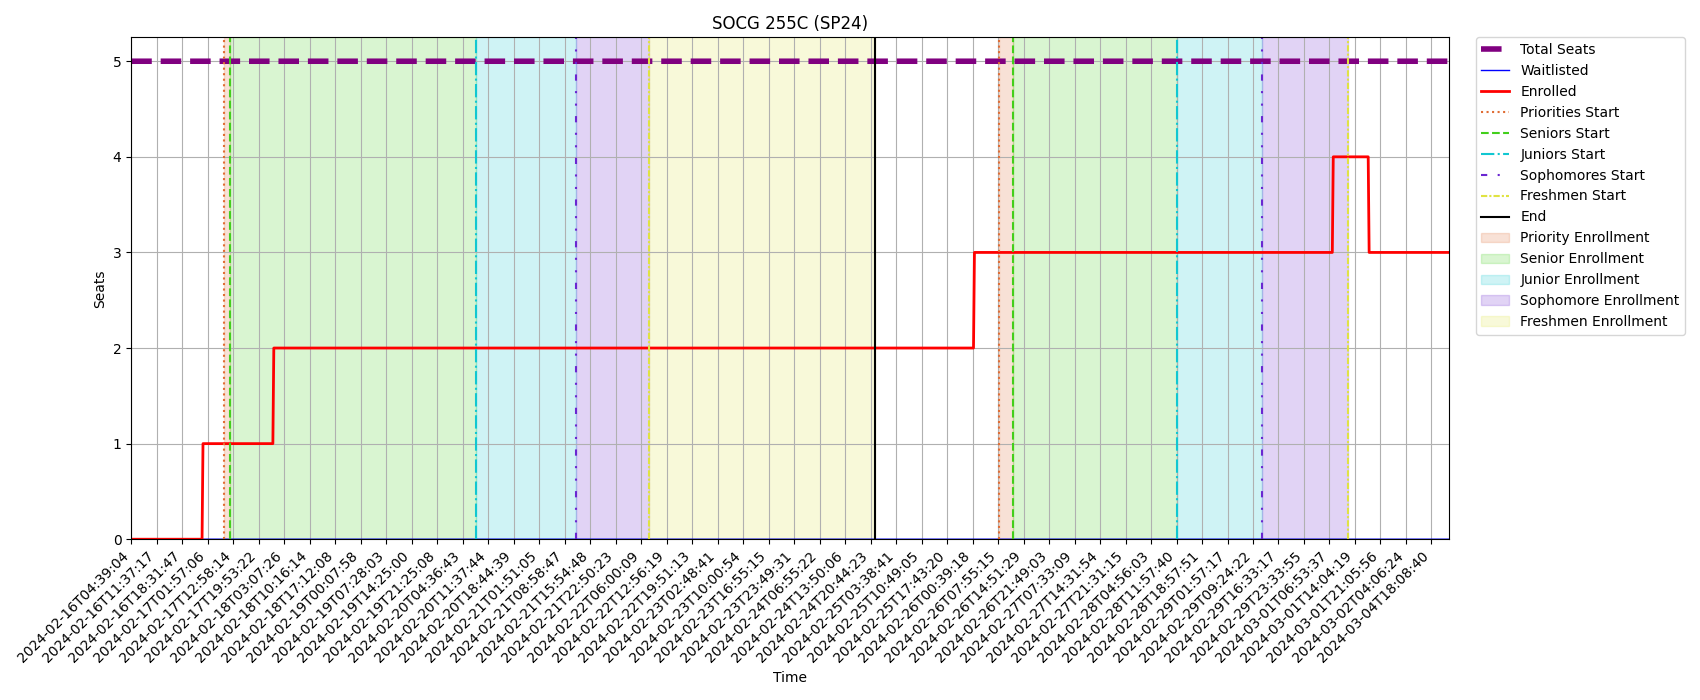 SOCG 255C (SP24)
Seats
5
4
3
2
1
0
2024-02-16T04:39:04
2024-02-16T11:37:17
2024-02-16T18:31:47
2024-02-17T01:57:06
2024-02-17T12:58:14
2024-02-17T19:53:22
2024-02-18T03:07:26
2024-02-18T10:16:14
2024-02-18T17:12:08
2024-02-19T00:07:58
2024-02-19T07:28:03
2024-02-19T14:25:00
2024-02-19T21:25:08
2024-02-20T04:36:43
2024-02-20T11:37:44
2024-02-20T18:44:39
2024-02-21T01:51:05
2024-02-21T08:58:47
2024-02-21T15:54:48
2024-02-21T22:50:23
2024-02-22T06:00:09
2024-02-22T12:56:19
2024-02-22T19:51:13
2024-02-23T02:48:41
2024-02-23T10:00:54
2024-02-23T16:55:15
2024-02-23T23:49:31
2024-02-24T06:55:22
2024-02-24T13:50:06
2024-02-24T20:44:23
2024-02-25T03:38:41
2024-02-25T10:49:05
2024-02-25T17:43:20
2024-02-26T00:39:18
2024-02-26T07:55:15
2024-02-26T14:51:29
2024-02-26T21:49:03
2024-02-27T07:33:09
2024-02-27T14:31:54
2024-02-27T21:31:15
2024-02-28T04:56:03
2024-02-28T11:57:40
2024-02-28T18:57:51
2024-02-29T01:57:17
2024-02-29T09:24:22
2024-02-29T16:33:17
2024-02-29T23:33:55
2024-03-01T06:53:37
2024-03-01T14:04:19
2024-03-01T21:05:56
2024-03-02T04:06:24
2024-03-04T18:08:40
Time
Total Seats
Waitlisted
Enrolled
Priorities Start
Seniors Start
Juniors Start
Sophomores Start
Freshmen Start
End
Priority Enrollment
Senior Enrollment
Junior Enrollment
Sophomore Enrollment
Freshmen Enrollment